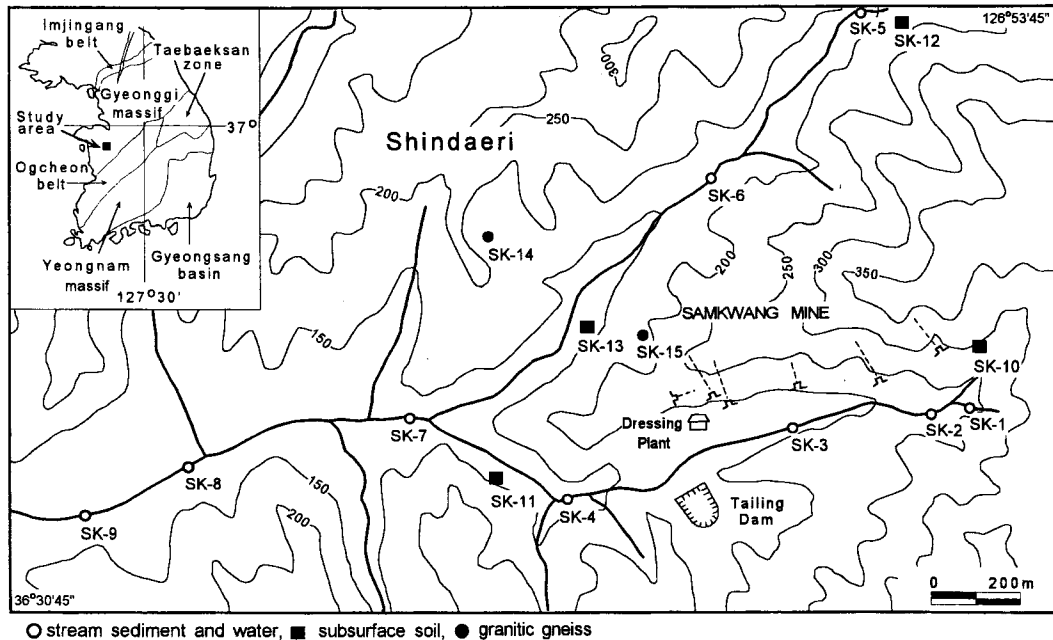 Imjingang
belt
Taebaeksan
zone
Gyeonggi
massif
Study
area
37°
Ogcheon
belt
Yeongnam
massif
Gyeongsang
basin
127°30'
126°53'45"
SK-5
SK-12
300
250
Shindaeri
200
SK-6
SK-14
200
250
300
350
150
SAMKWANG MINE
SK-13
SK-15
SK-10
Dressing
Plant
SK-7
SK-3
SK-2
SK-1
SK-8
150
SK-11
SK-4
Tailing
Dam
200
SK-9
0 200m
36°30'45"
stream sediment and water, subsurface soil, granitic gneiss